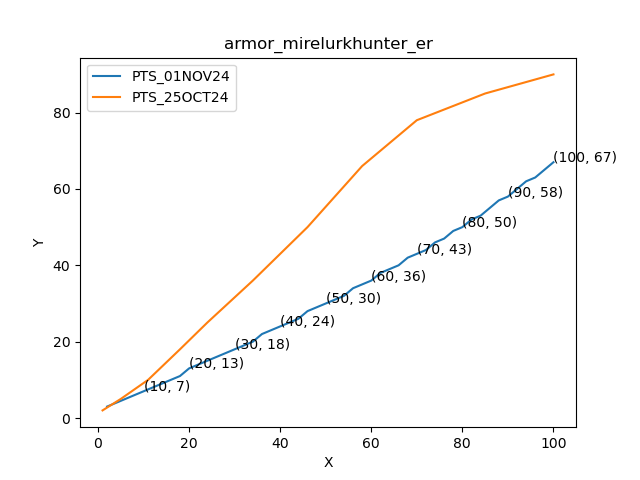 armor_mirelurkhunter_er
PTS_01NOV24
PTS_25OCT24
Y
80
60
40
20
0
(100, 67)
(90, 58)
(80, 50)
(70, 43)
(60, 36)
(50, 30)
(40, 24)
(30, 18)
(20, 13)
(10, 7)
0 20 40 60 80 100
X